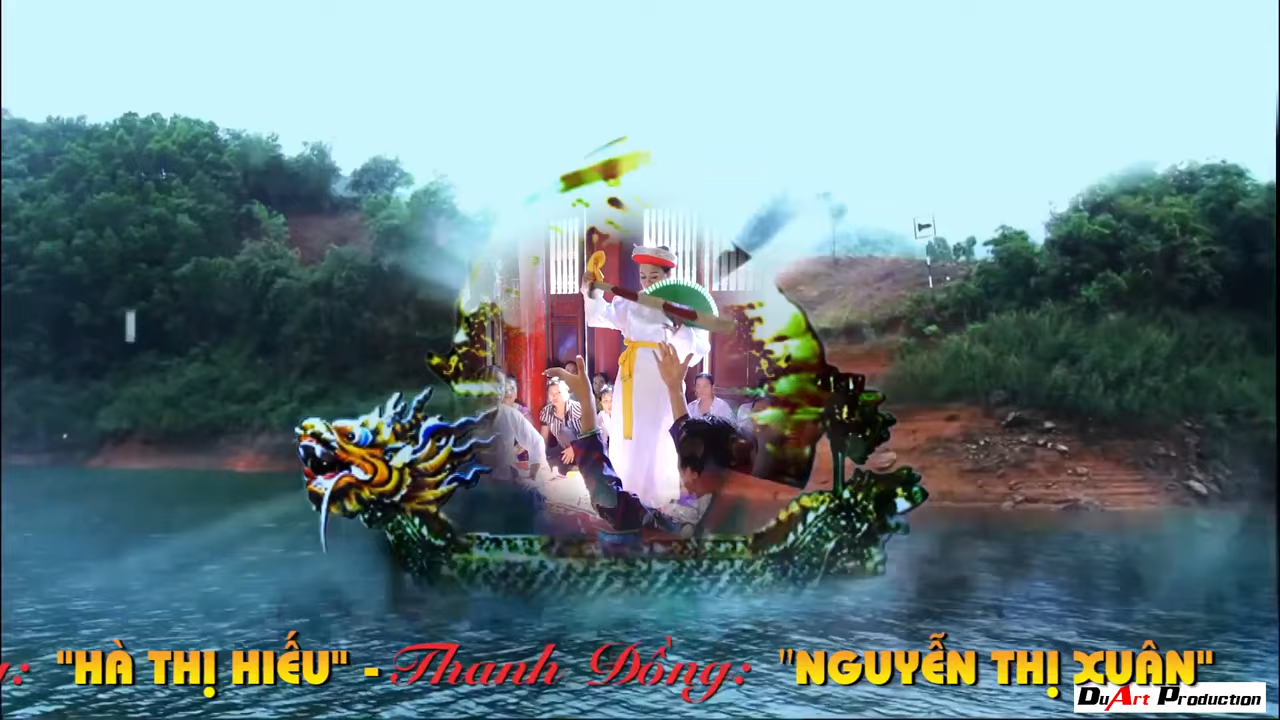 : "HÀ THỊ HIẾU" - Thanh Đồng: "NGUYỄN THỊ XUÂN"
DuArt Production